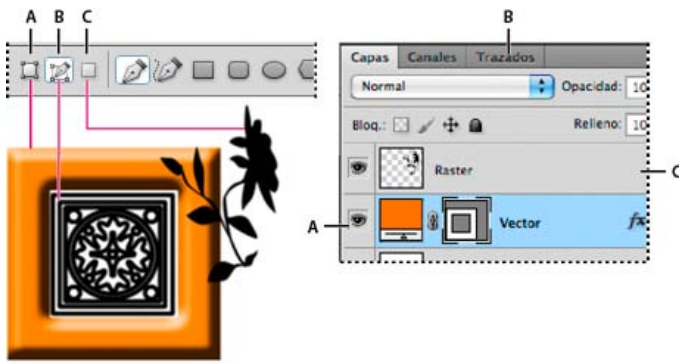 A B C
B
Capas Canales Trazados
Normal Opacidad: 10
Bloq.: Relleno: 10
Raster
C
A
Vector fx